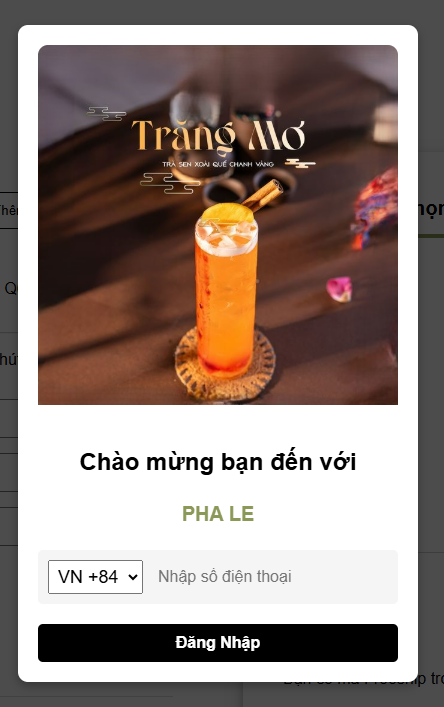 Trăng Mơ
TRÀ SEN XOÀI QUẾ CHANH VÀNG
Chào mừng bạn đến với
PHA LE
VN +84
Nhập số điện thoại
Đăng Nhập